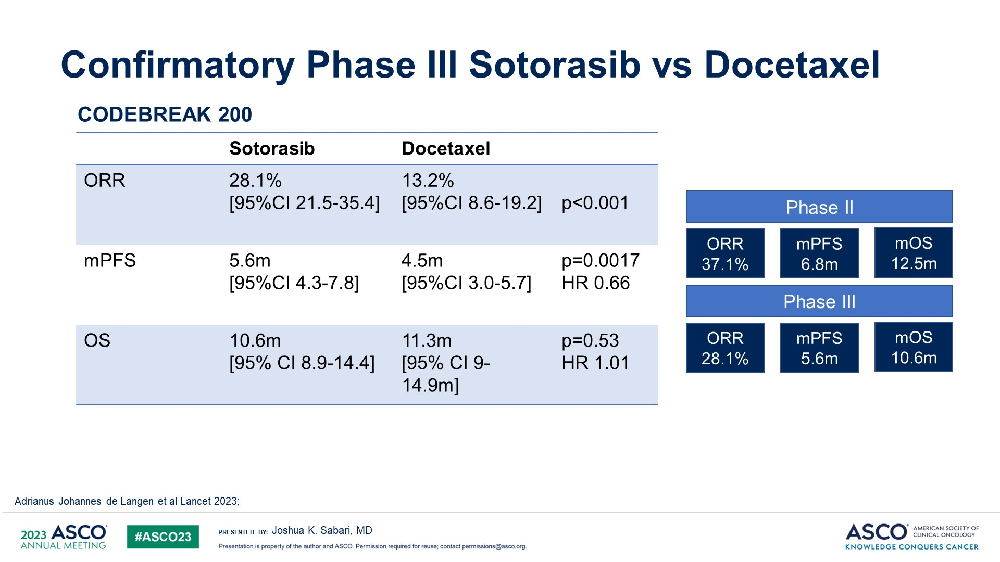 Confirmatory Phase III Sotorasib vs Docetaxel
CODEBREAK 200
Sotorasib Docetaxel
ORR 28.1% 13.2%
[95%CI 21.5-35.4] [95%CI 8.6-19.2] p<0.001
mPFS 5.6m 4.5m p=0.0017
[95%CI 4.3-7.8] [95%CI 3.0-5.7] HR 0.66
OS 10.6m 11.3m p=0.53
[95% CI 8.9-14.4] [95% CI 9- HR 1.01
14.9m]
Phase II
ORR mPFS mOS
37.1% 6.8m 12.5m
Phase III
ORR mPFS mOS
28.1% 5.6m 10.6m
Adrianus Johannes de Langen et al Lancet 2023;
2023 ASCO
ANNUAL MEETING
#ASCO23
PRESENTED BY: Joshua K. Sabari, MD
Presentation is property of the author and ASCO. Permission required for reuse; contact permissions@asco.org.
ASCO AMERICAN SOCIETY OF
CLINICAL ONCOLOGY
KNOWLEDGE CONQUERS CANCER